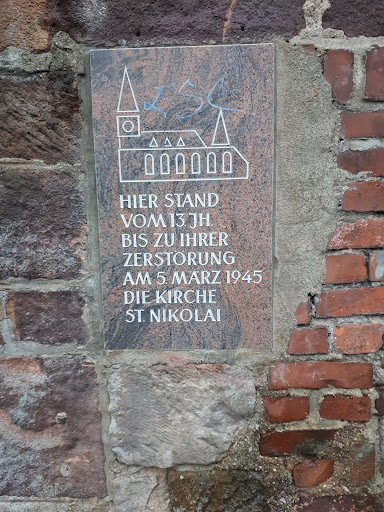 HIER STAND
VOM 13. JH.
BIS ZU IHRER
ZERSTÖRUNG
AM 5. MÄRZ 1945
DIE KIRCHE
ST. NIKOLAI